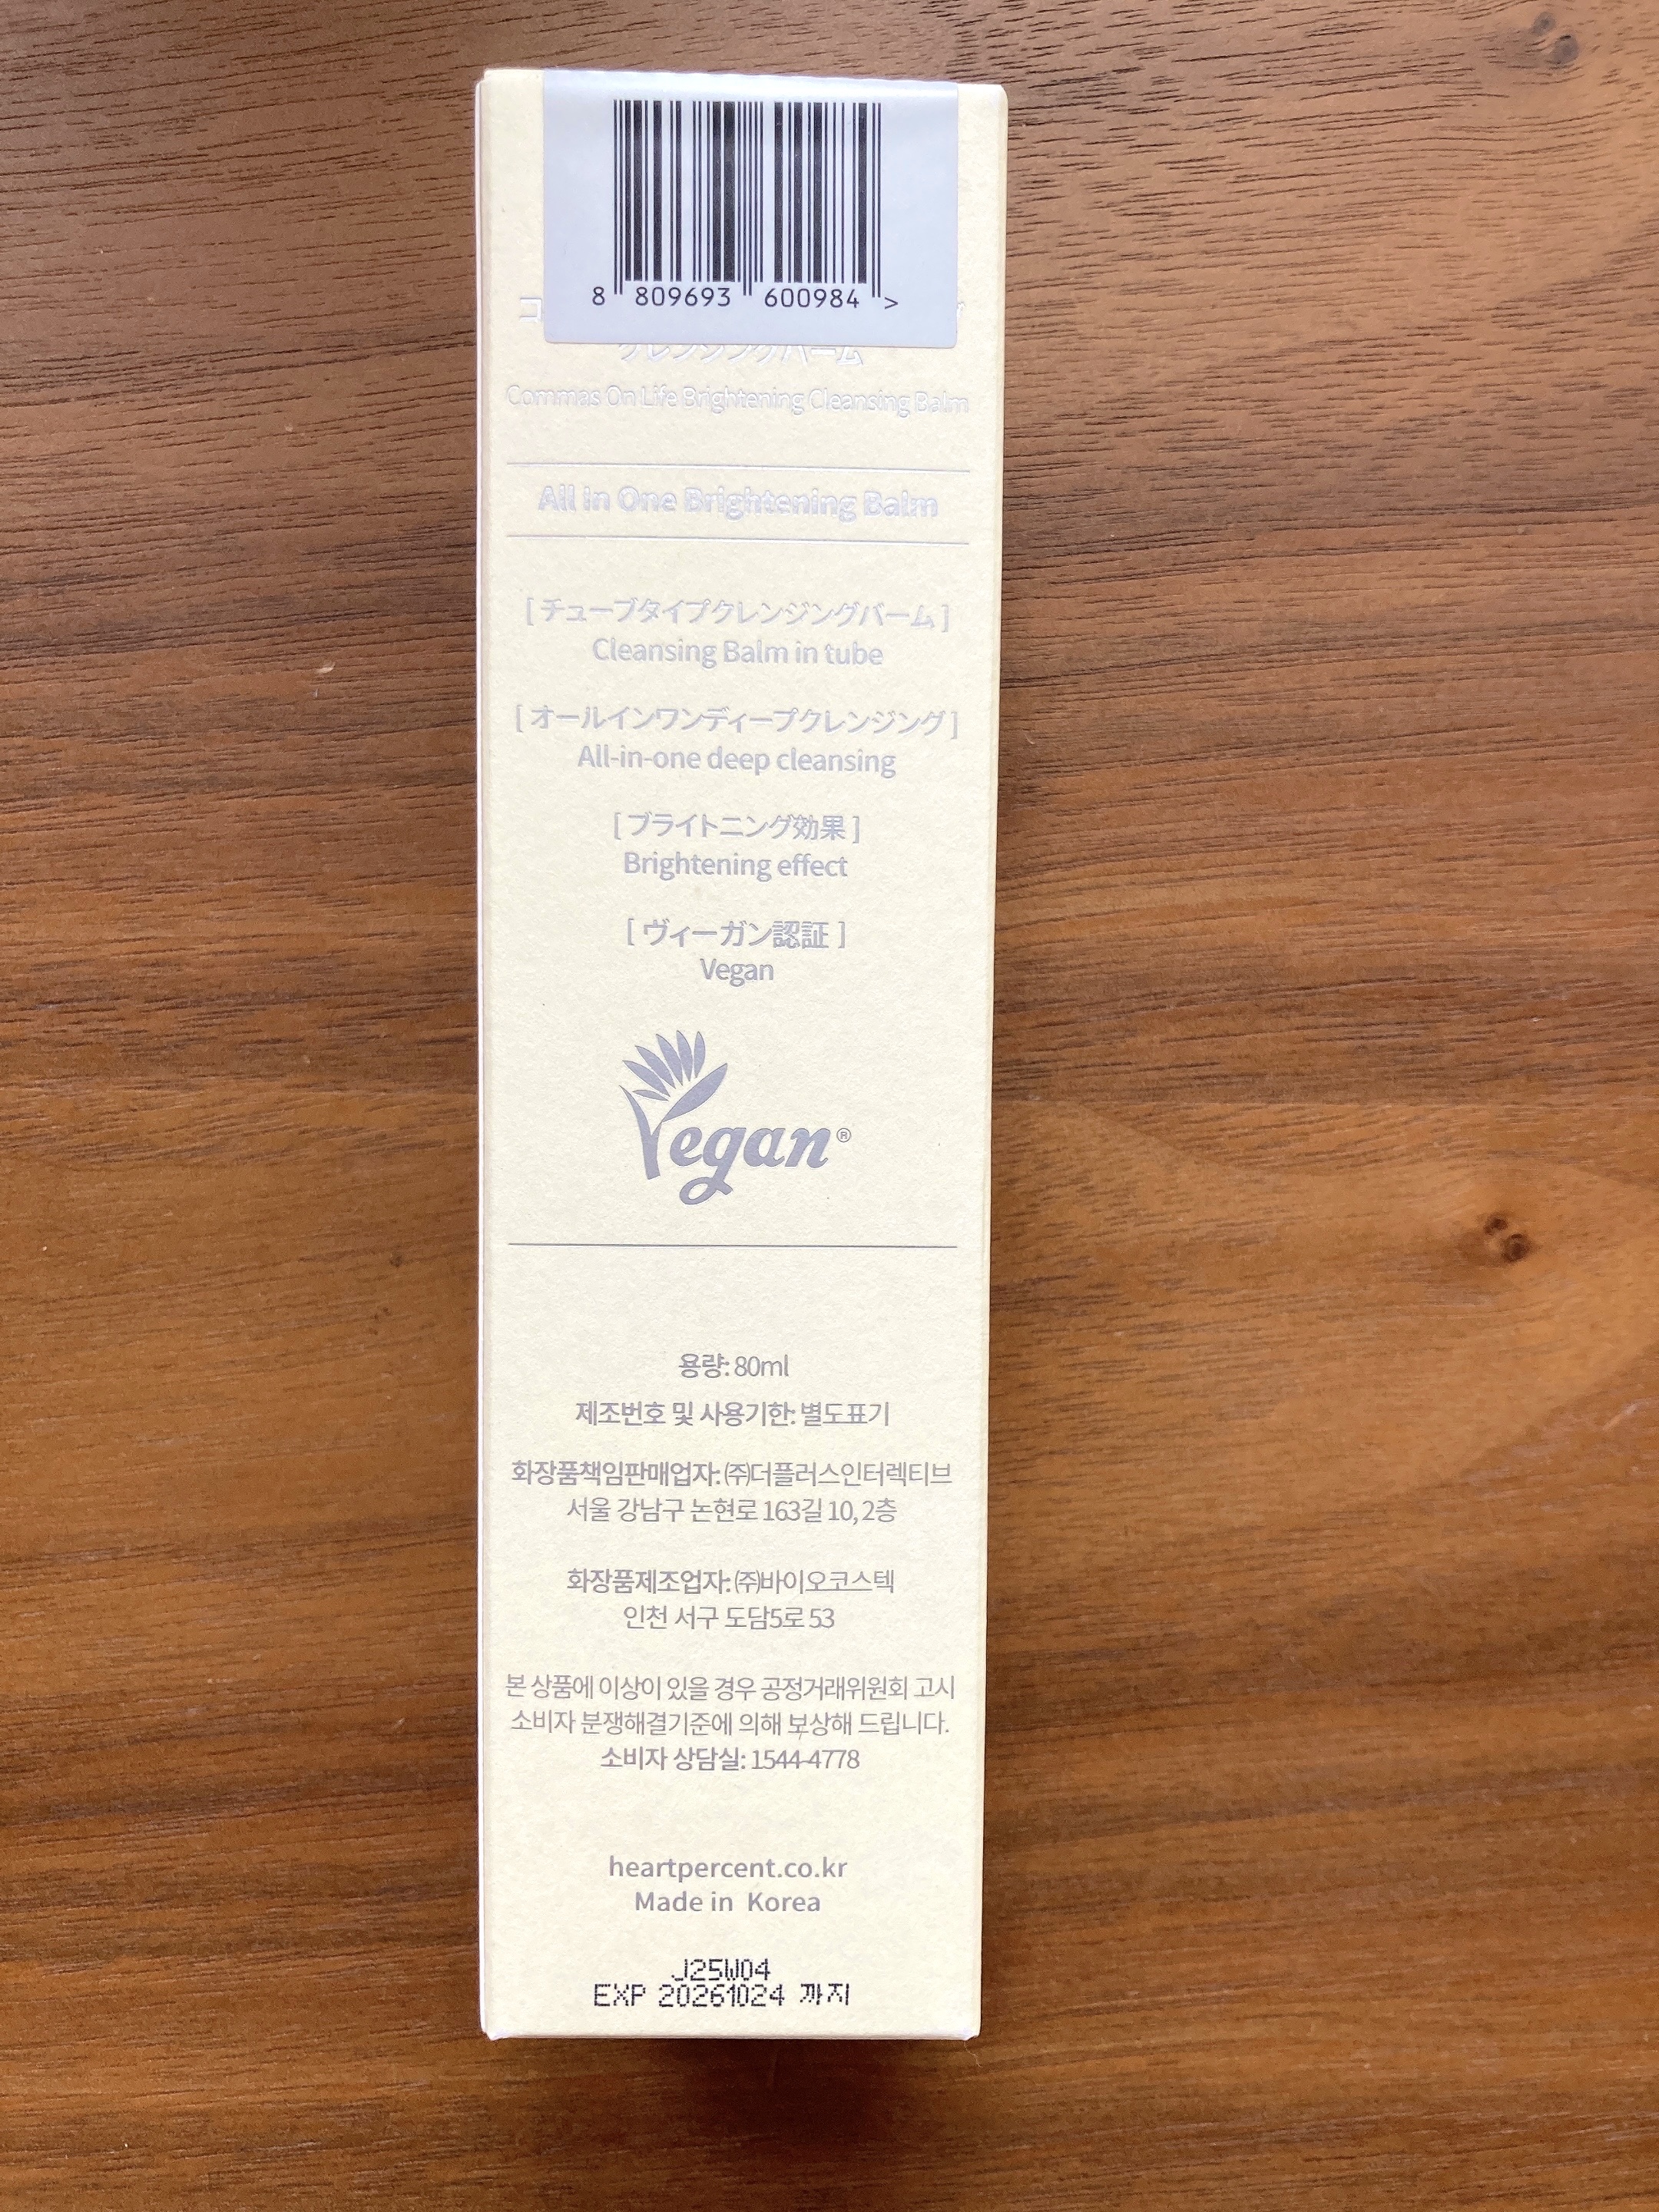 8 809693 600984 >
クレンジングバーム
Commas On Life Brightening Cleansing Balm
All in One Brightening Balm
[ チューブタイプクレンジングバーム ]
Cleansing Balm in tube
[ オールインワンディープクレンジング ]
All-in-one deep cleansing
[ ブライトニング効果 ]
Brightening effect
[ ヴィーガン認証 ]
Vegan
Vegan®
용량: 80ml
제조번호 및 사용기한: 별도표기
화장품책임판매업자: ㈜더플러스인터렉티브
서울 강남구 논현로 163길 10, 2층
화장품제조업자: ㈜바이오코스텍
인천 서구 도담5로 53
본 상품에 이상이 있을 경우 공정거래위원회 고시
소비자 분쟁해결기준에 의해 보상해 드립니다.
소비자 상담실: 1544-4778
heartpercent.co.kr
Made in Korea
J25W04
EXP 20261024 까지